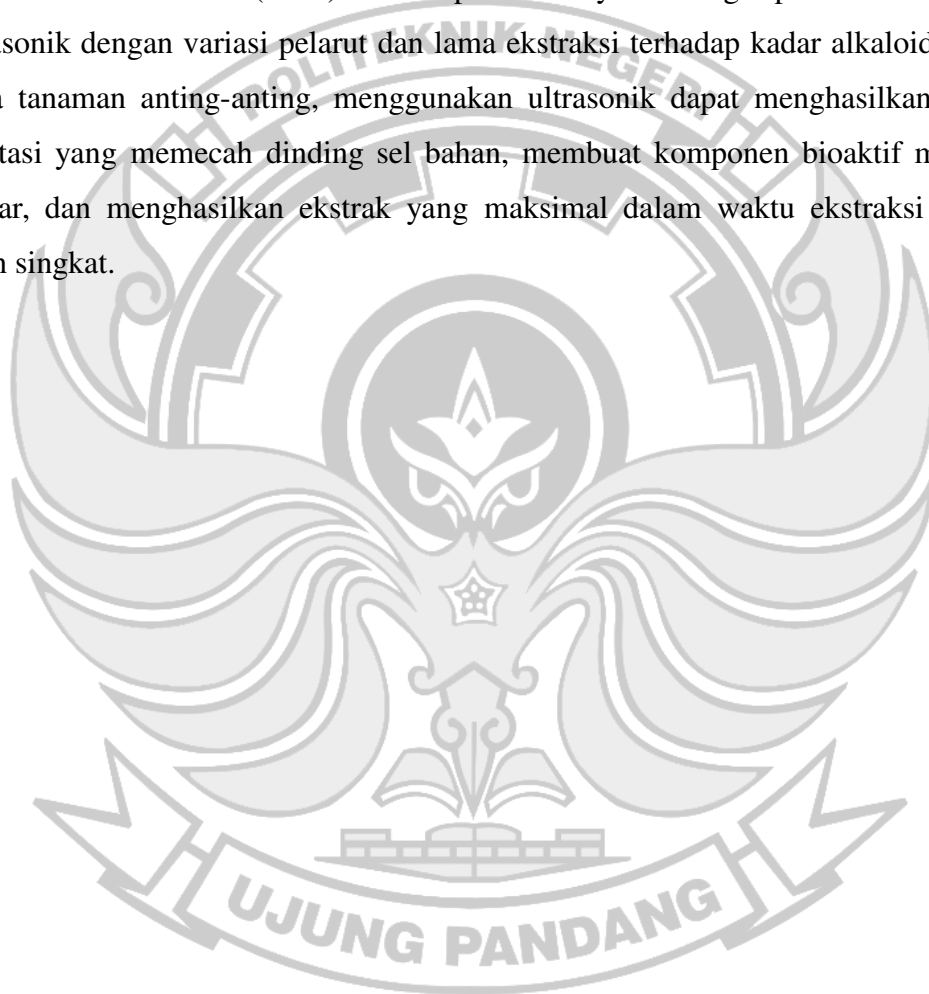 asonik dengan variasi pelarut dan lama ekstraksi terhadap kadar alkaloid
tanaman anting-anting, menggunakan ultrasonik dapat menghasilkan
tasi yang memecah dinding sel bahan, membuat komponen bioaktif
ar, dan menghasilkan ekstrak yang maksimal dalam waktu ekstraksi
singkat.
POLITEKNIK NEGERI
UJUNG PANDANG